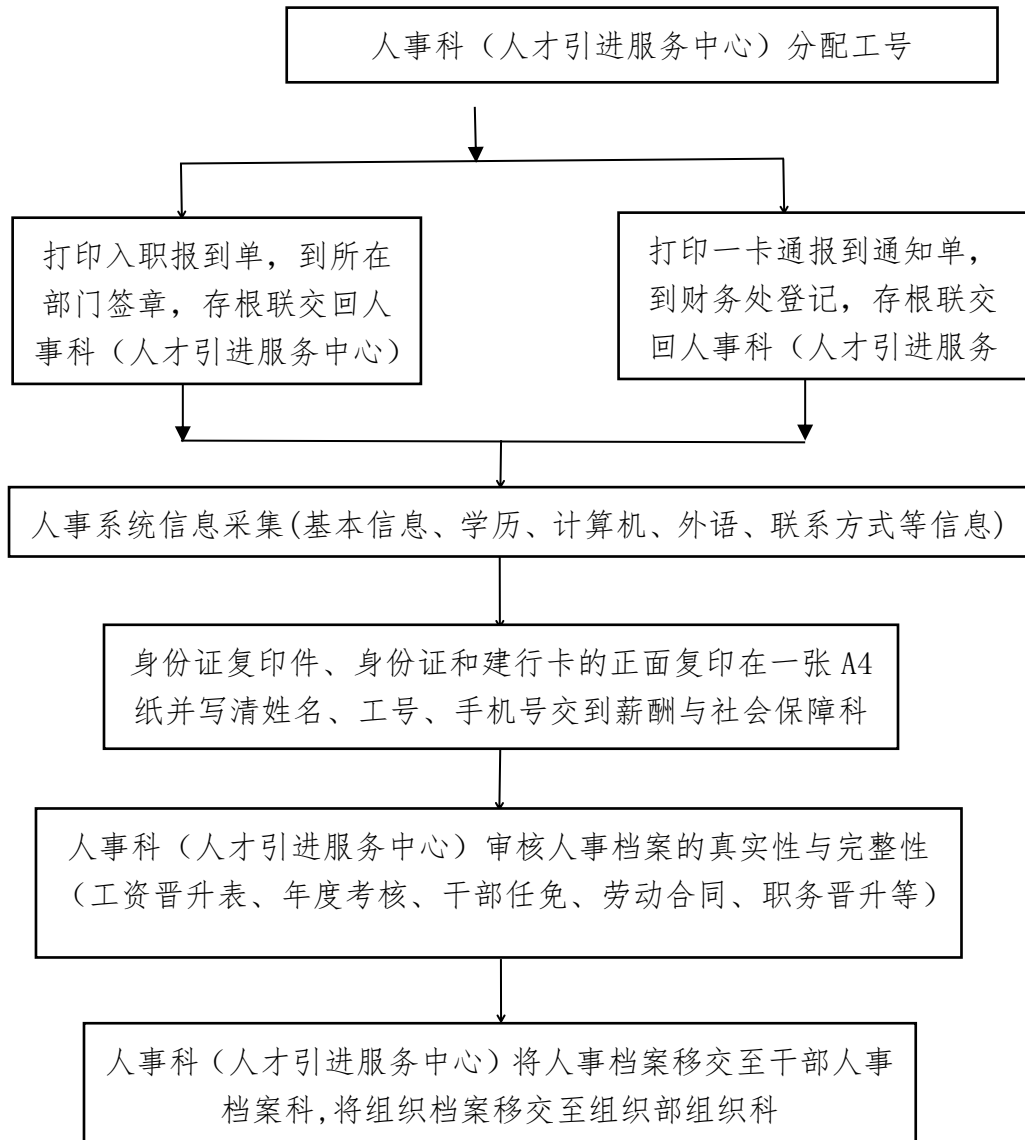 人事科（人才引进服务中心）分配工号
打印入职报到单，到所在
部门签章，存根联交回人
事科（人才引进服务中心）
打印一卡通报到通知单，
到财务处登记，存根联交
回人事科（人才引进服务
人事系统信息采集(基本信息、学历、计算机、外语、联系方式等信息)
身份证复印件、身份证和建行卡的正面复印在一张 A4
纸并写清姓名、工号、手机号交到薪酬与社会保障科
人事科（人才引进服务中心）审核人事档案的真实性与完整性
（工资晋升表、年度考核、干部任免、劳动合同、职务晋升等）
人事科（人才引进服务中心）将人事档案移交至干部人事
档案科,将组织档案移交至组织部组织科